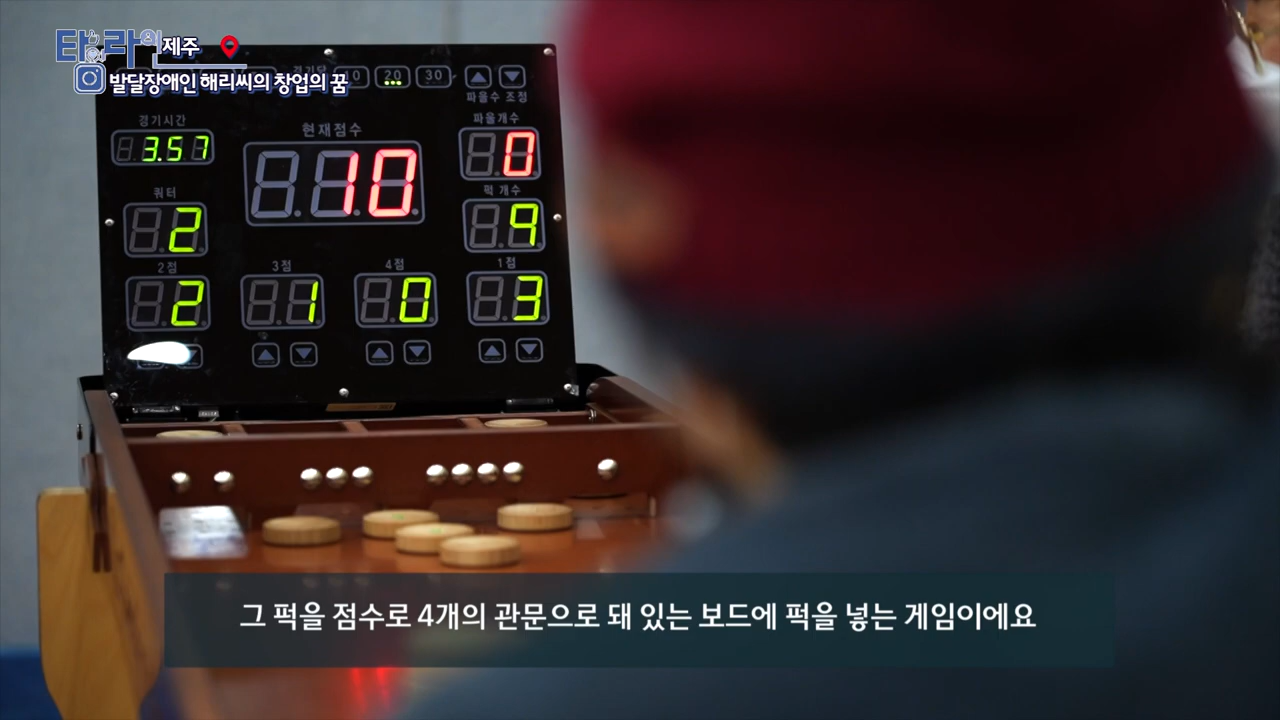 타의라의인 제주
발달장애인 해리씨의 창업의 꿈
10 20 30
파울수 조정
경기시간
현재점수
파울개수
3.57
10
0
쿼터
퍽 개수
2
9
2점 3점 4점 1점
2 1 0 3
그 퍽을 점수로 4개의 관문으로 돼 있는 보드에 퍽을 넣는 게임이에요